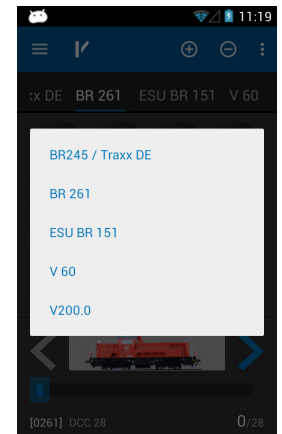 11:19
xx DE BR 261 ESU BR 151 V 60
BR245 / Traxx DE
BR 261
ESU BR 151
V 60
V200.0
[0261] DCC 28 0/28